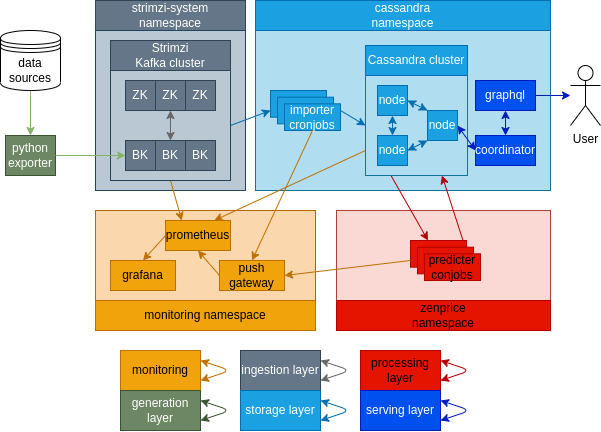 strimzi-system
namespace
cassandra
namespace
data
sources
Strimzi
Kafka cluster
ZK ZK ZK
BK BK BK
python
exporter
importer
cronjobs
Cassandra cluster
node
node
node
graphql
coordinator
User
prometheus
grafana
push
gateway
monitoring namespace
predicter
conjobs
zenprice
namespace
monitoring
ingestion layer
processing
layer
generation
layer
storage layer
serving layer